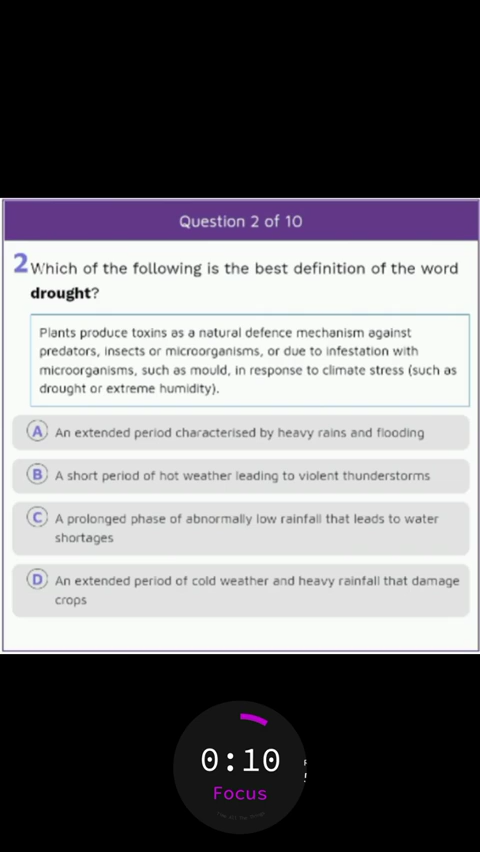 Question 2 of 10
2 Which of the following is the best definition of the word
drought?
Plants produce toxins as a natural defence mechanism against
predators, insects or microorganisms, or due to infestation with
microorganisms, such as mould, in response to climate stress (such as
drought or extreme humidity).
A An extended period characterised by heavy rains and flooding
B A short period of hot weather leading to violent thunderstorms
C A prolonged phase of abnormally low rainfall that leads to water
shortages
D An extended period of cold weather and heavy rainfall that damage
crops
0:10
Focus